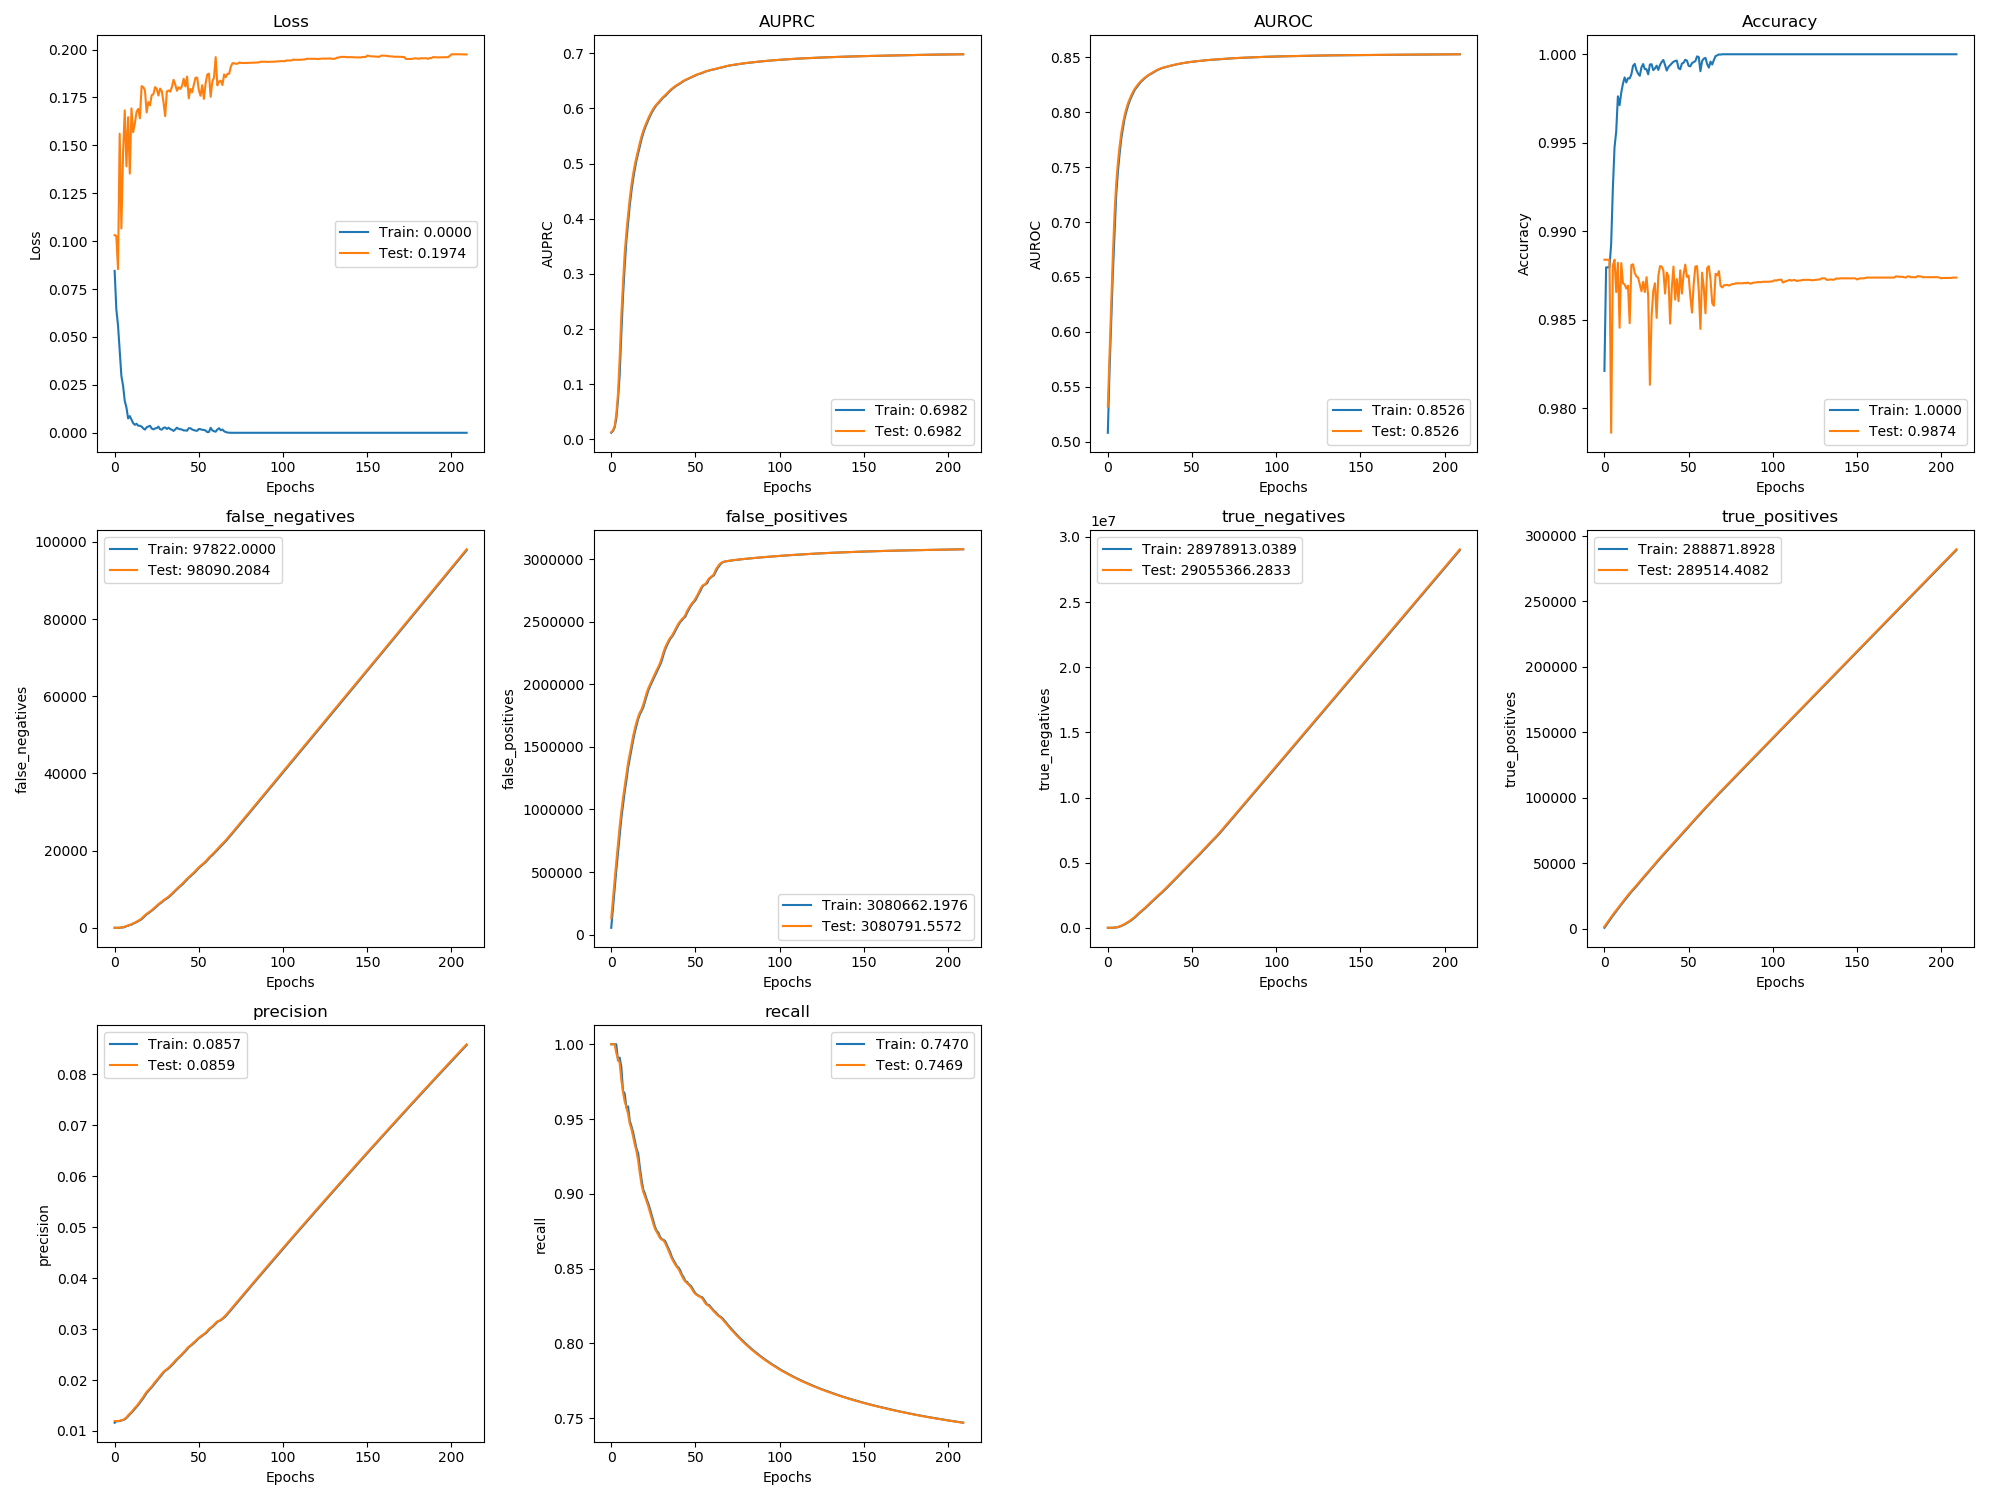 Loss
0.200
0.175
0.150
0.125
0.100
0.075
0.050
0.025
0.000
Loss
Train: 0.0000
Test: 0.1974
0 50 100 150 200
Epochs
AUPRC
0.7
0.6
0.5
0.4
0.3
0.2
0.1
0.0
AUPRC
Train: 0.6982
Test: 0.6982
0 50 100 150 200
Epochs
AUROC
0.85
0.80
0.75
0.70
0.65
0.60
0.55
0.50
AUROC
Train: 0.8526
Test: 0.8526
0 50 100 150 200
Epochs
Accuracy
1.000
0.995
0.990
0.985
0.980
Accuracy
Train: 1.0000
Test: 0.9874
0 50 100 150 200
Epochs
false_negatives
100000
80000
60000
40000
20000
0
false_negatives
Train: 97822.0000
Test: 98090.2084
0 50 100 150 200
Epochs
false_positives
3000000
2500000
2000000
1500000
1000000
500000
0
false_positives
Train: 3080662.1976
Test: 3080791.5572
0 50 100 150 200
Epochs
true_negatives
1e7
3.0
2.5
2.0
1.5
1.0
0.5
0.0
true_negatives
Train: 28978913.0389
Test: 29055366.2833
0 50 100 150 200
Epochs
true_positives
300000
250000
200000
150000
100000
50000
0
true_positives
Train: 288871.8928
Test: 289514.4082
0 50 100 150 200
Epochs
precision
0.08
0.07
0.06
0.05
0.04
0.03
0.02
0.01
precision
Train: 0.0857
Test: 0.0859
0 50 100 150 200
Epochs
recall
1.00
0.95
0.90
0.85
0.80
0.75
recall
Train: 0.7470
Test: 0.7469
0 50 100 150 200
Epochs